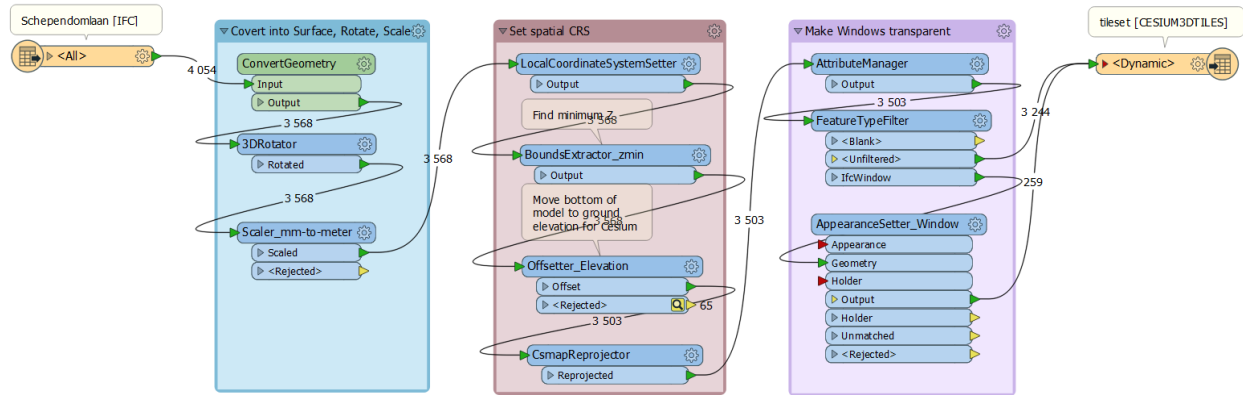 Schependomlaan [IFC]
<All>
4 054
Covert into Surface, Rotate, Scale
ConvertGeometry
Input
Output
3 568
3DRotator
Rotated
3 568
Scaler_mm-to-meter
Scaled
<Rejected>
3 568
Set spatial CRS
LocalCoordinateSystemSetter
Output
3 568
Find minimum Z
BoundsExtractor_zmin
Output
Move bottom of
model to ground
elevation for Cesium
3 568
Offsetter_Elevation
Offset
<Rejected>
65
3 503
CsmapReprojector
Reprojected
3 503
Make Windows transparent
AttributeManager
Output
3 503
FeatureTypeFilter
<Blank>
<Unfiltered>
IfcWindow
3 244
259
AppearanceSetter_Window
Appearance
Geometry
Holder
Output
Holder
Unmatched
<Rejected>
tileset [CESIUM3DTILES]
<Dynamic>